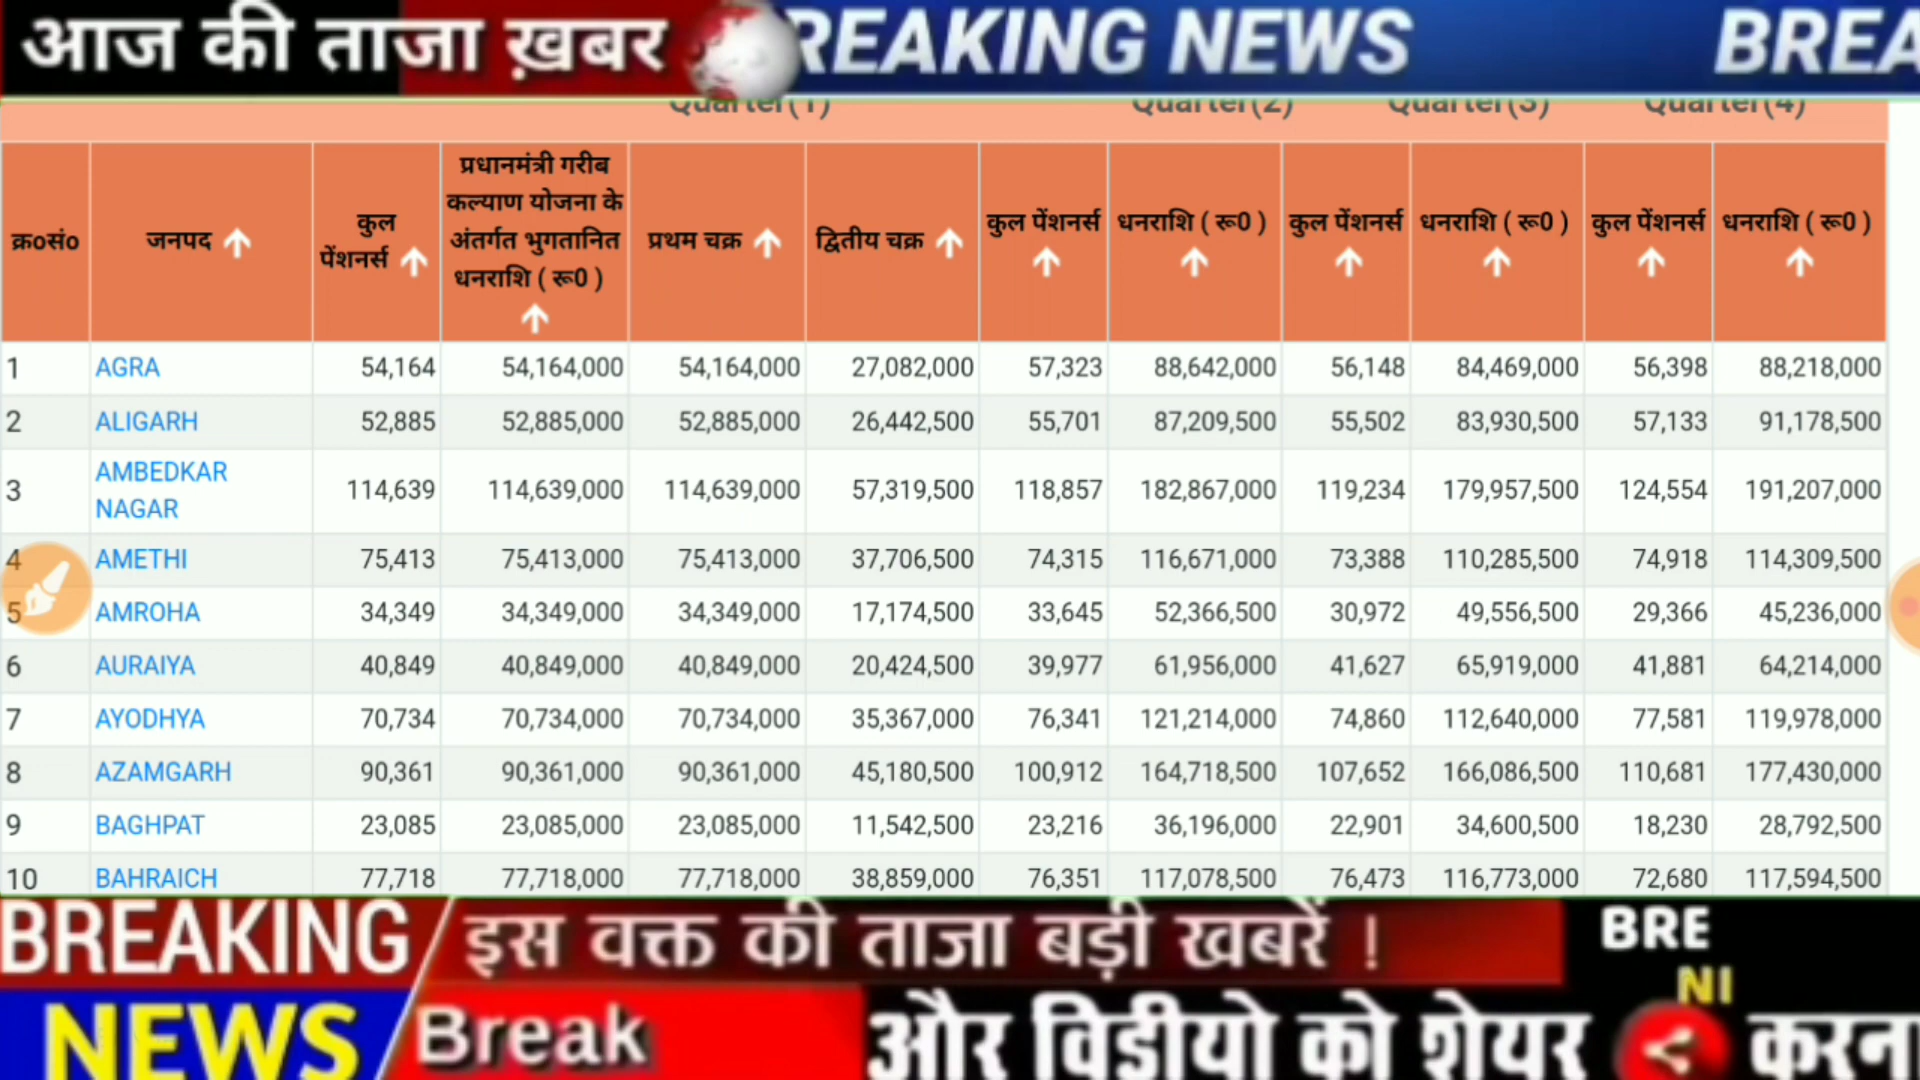 आज की ताजा ख़बर REAKING NEWS BREA
Quarter(1) Quarter(2) Quarter(3) Quarter(4)
क्र०सं० जनपद कुल पेंशनर्स प्रधानमंत्री गरीब कल्याण योजना के अंतर्गत भुगतानित धनराशि ( रू0 ) प्रथम चक्र द्वितीय चक्र कुल पेंशनर्स धनराशि ( रू0 ) कुल पेंशनर्स धनराशि ( रू0 ) कुल पेंशनर्स धनराशि ( रू0 )
1 AGRA 54,164 54,164,000 54,164,000 27,082,000 57,323 88,642,000 56,148 84,469,000 56,398 88,218,000
2 ALIGARH 52,885 52,885,000 52,885,000 26,442,500 55,701 87,209,500 55,502 83,930,500 57,133 91,178,500
3 AMBEDKAR NAGAR 114,639 114,639,000 114,639,000 57,319,500 118,857 182,867,000 119,234 179,957,500 124,554 191,207,000
4 AMETHI 75,413 75,413,000 75,413,000 37,706,500 74,315 116,671,000 73,388 110,285,500 74,918 114,309,500
5 AMROHA 34,349 34,349,000 34,349,000 17,174,500 33,645 52,366,500 30,972 49,556,500 29,366 45,236,000
6 AURAIYA 40,849 40,849,000 40,849,000 20,424,500 39,977 61,956,000 41,627 65,919,000 41,881 64,214,000
7 AYODHYA 70,734 70,734,000 70,734,000 35,367,000 76,341 121,214,000 74,860 112,640,000 77,581 119,978,000
8 AZAMGARH 90,361 90,361,000 90,361,000 45,180,500 100,912 164,718,500 107,652 166,086,500 110,681 177,430,000
9 BAGHPAT 23,085 23,085,000 23,085,000 11,542,500 23,216 36,196,000 22,901 34,600,500 18,230 28,792,500
10 BAHRAICH 77,718 77,718,000 77,718,000 38,859,000 76,351 117,078,500 76,473 116,773,000 72,680 117,594,500
BREAKING इस वक्त की ताजा बड़ी खबरें ! BRE
NI
NEWS Break और विडीयो को शेयर करना